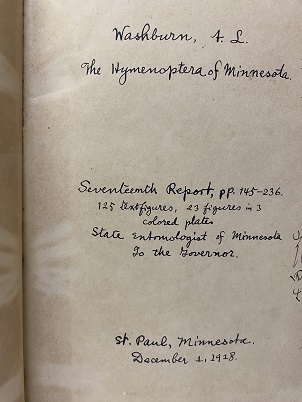 Washburn, F. L.
The Hymenoptera of Minnesota.
Seventeenth Report, pp. 145-236.
125 textfigures, 23 figures in 3
colored plates
State Entomologist of Minnesota
To the Governor.
St. Paul, Minnesota.
December 1, 1918.